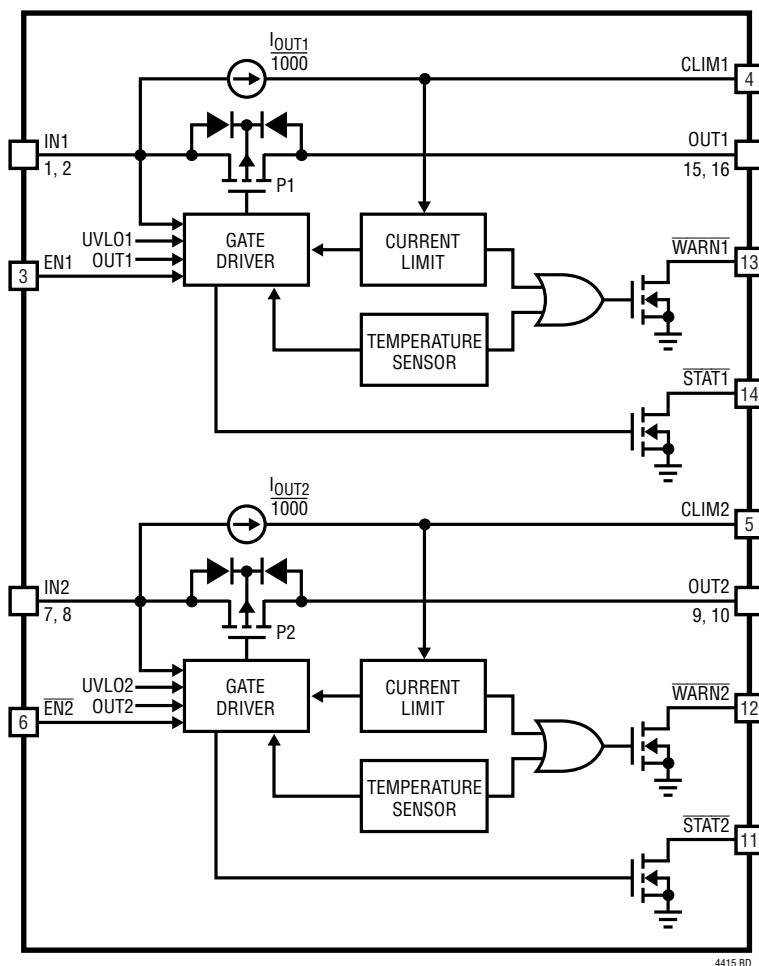 IOUT1
1000
CLIM1
4
IN1
1, 2
OUT1
15, 16
P1
UVLO1
OUT1
3
EN1
GATE
DRIVER
CURRENT
LIMIT
WARN1
13
TEMPERATURE
SENSOR
STAT1
14
IOUT2
1000
CLIM2
5
IN2
7, 8
OUT2
9, 10
P2
UVLO2
OUT2
6
EN2
GATE
DRIVER
CURRENT
LIMIT
WARN2
12
TEMPERATURE
SENSOR
STAT2
11
4415 BD